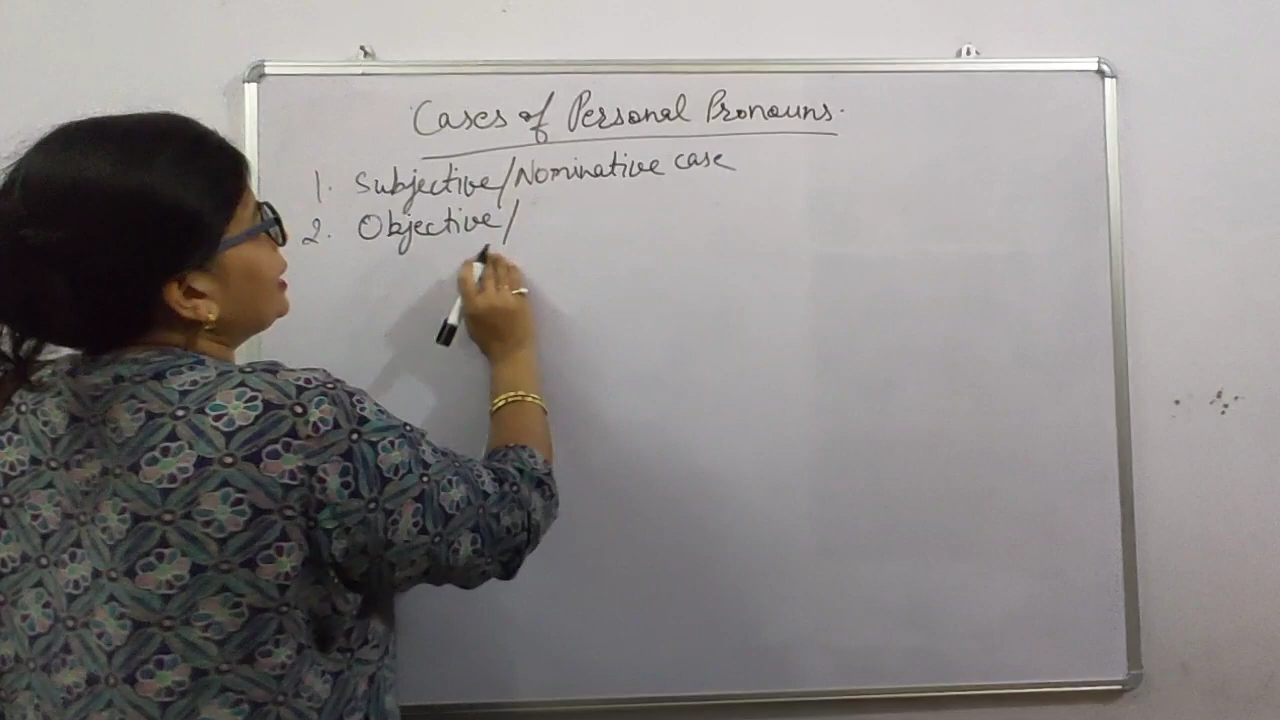 Cases of Personal Pronouns.
1. Subjective/Nominative case
2. Objective/